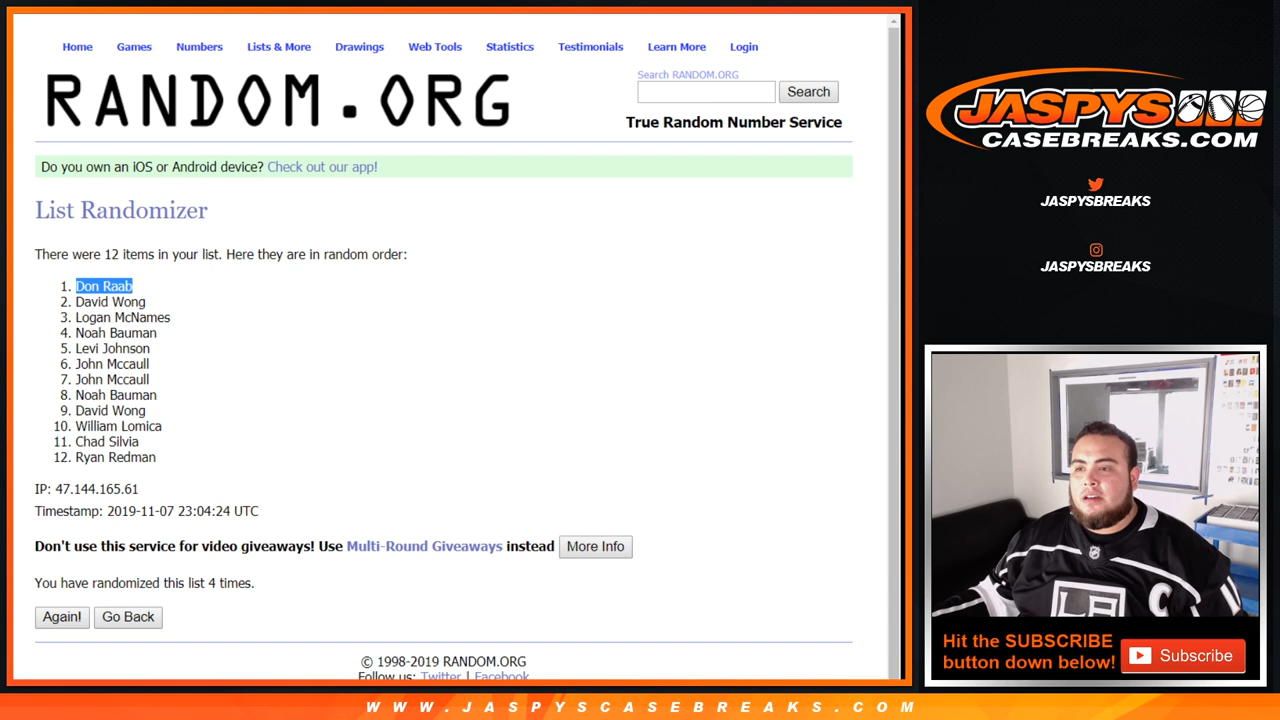 Home Games Numbers Lists & More Drawings Web Tools Statistics Testimonials Learn More Login
RANDOM.ORG
Search RANDOM.ORG
Search
True Random Number Service
Do you own an iOS or Android device? Check out our app!
List Randomizer
There were 12 items in your list. Here they are in random order:
1. Don Raab
2. David Wong
3. Logan McNames
4. Noah Bauman
5. Levi Johnson
6. John Mccaull
7. John Mccaull
8. Noah Bauman
9. David Wong
10. William Lomica
11. Chad Silvia
12. Ryan Redman
IP: 47.144.165.61
Timestamp: 2019-11-07 23:04:24 UTC
Don't use this service for video giveaways! Use Multi-Round Giveaways instead More Info
You have randomized this list 4 times.
Again! Go Back
© 1998-2019 RANDOM.ORG
Follow us: Twitter | Facebook
JASPYS
CASEBREAKS.COM
JASPYSBREAKS
JASPYSBREAKS
LA
C
Hit the SUBSCRIBE
button down below!
Subscribe
WWW.JASPYSCASEBREAKS.COM